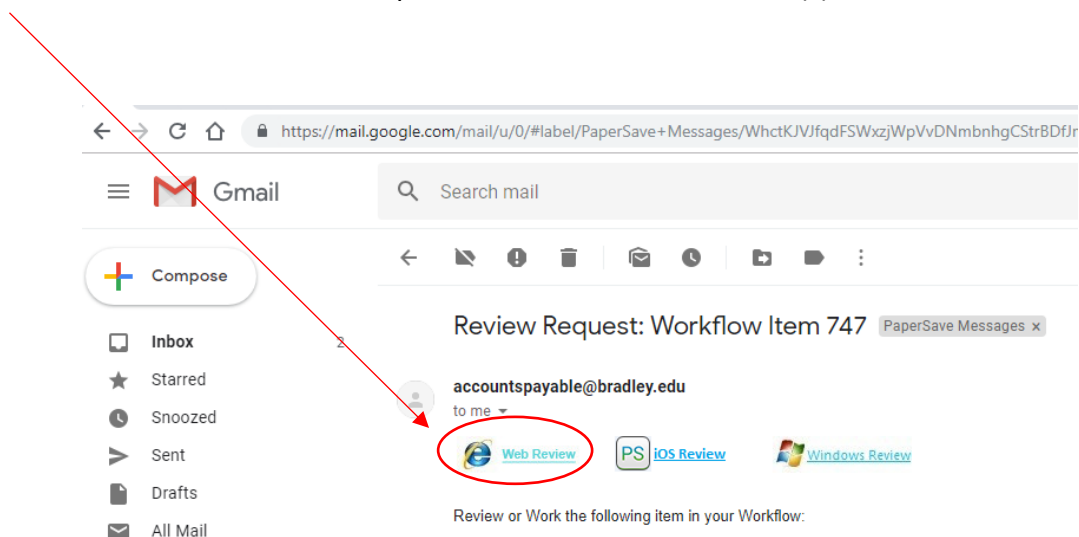 https://mail.google.com/mail/u/0/#label/PaperSave+Messages/WhctKJVJfqdFSWxzjWpVvDNmbnhgCStrBDfJr
Gmail
Search mail
Compose
Review Request: Workflow Item 747 PaperSave Messages x
Inbox 2
Starred
accountspayable@bradley.edu
to me
Snoozed
Web Review
PS iOS Review
Windows Review
Sent
Drafts
Review or Work the following item in your Workflow:
All Mail